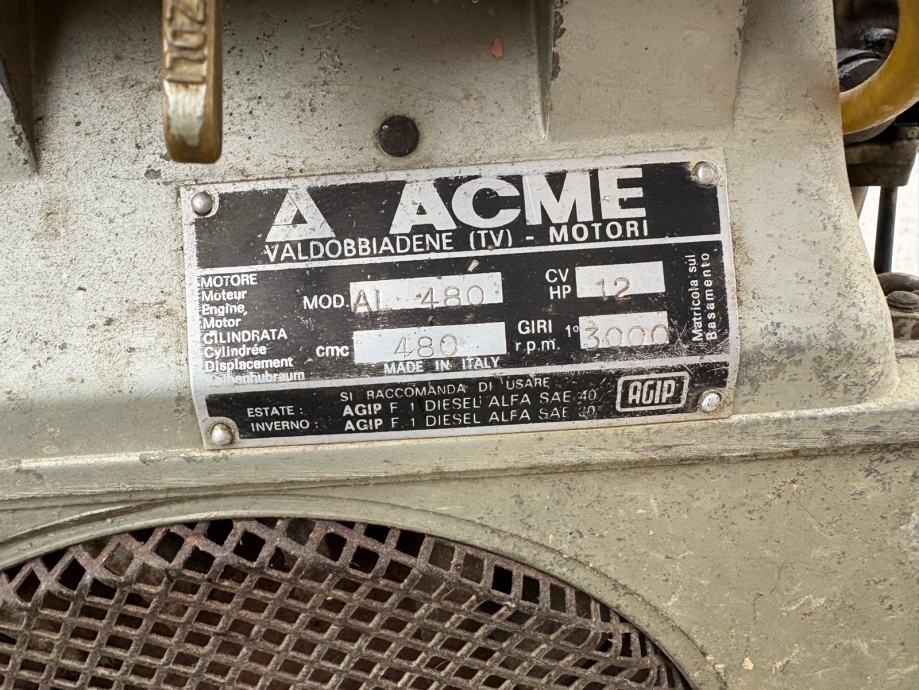 ACME
VALDOBBIADENE (TV) - MOTORI
MOTORE
Moteur
Engine,
Motor
MOD. AL 480
CV
HP 12
CILINDRATA
Cylindrée
Displacement
cmc 480
GIRI 1°
r.p.m. 3000
Matricola sul
Basamento
MADE IN ITALY
SI RACCOMANDA DI USARE
ESTATE : AGIP F. 1 DIESEL ALFA SAE 40
INVERNO : AGIP F. 1 DIESEL ALFA SAE
AGIP